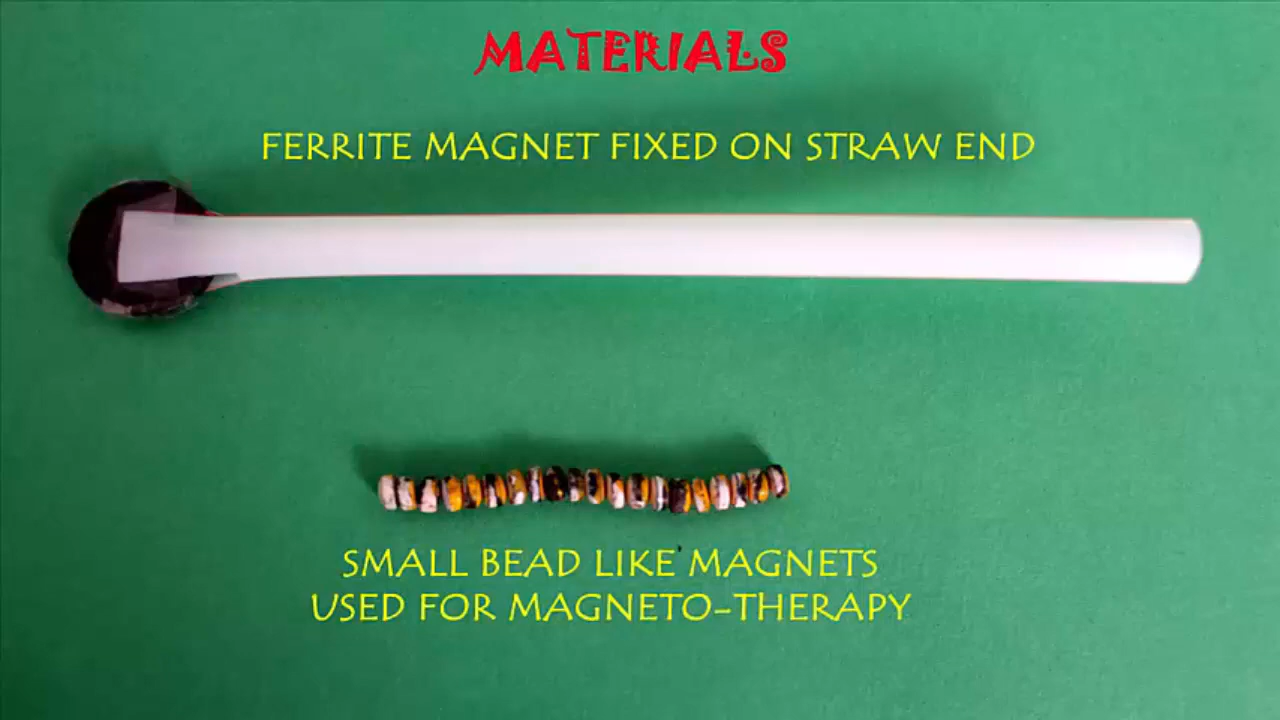 MATERIALS
FERRITE MAGNET FIXED ON STRAW END
SMALL BEAD LIKE MAGNETS
USED FOR MAGNETO-THERAPY